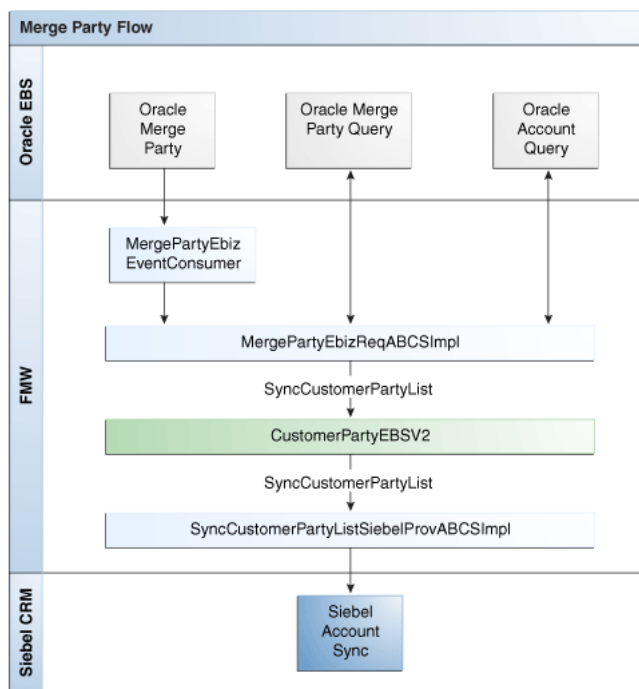 Merge Party Flow
Oracle EBS
Oracle
Merge
Party
Oracle Merge
Party Query
Oracle
Account
Query
FMW
MergePartyEbiz
EventConsumer
MergePartyEbizReqABCSImpl
SyncCustomerPartyList
CustomerPartyEBSV2
SyncCustomerPartyList
SyncCustomerPartyListSiebelProvABCSImpl
Siebel CRM
Siebel
Account
Sync